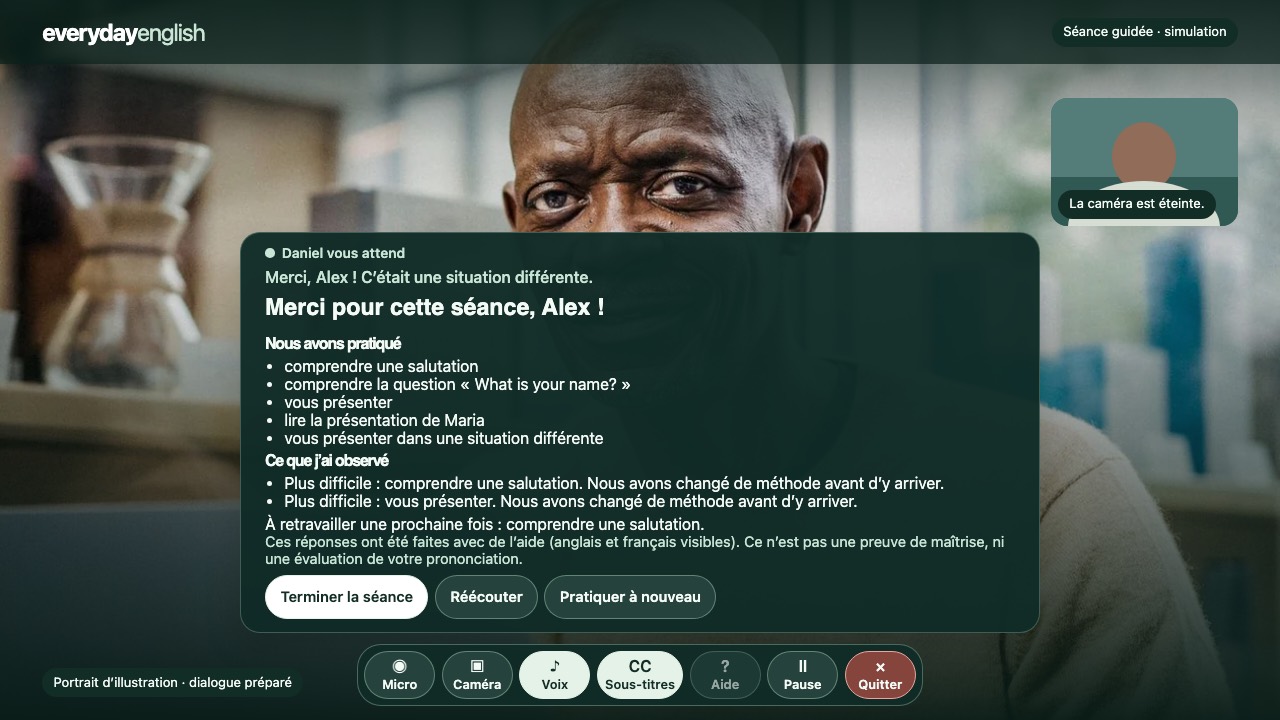 everydayenglish
Séance guidée · simulation
La caméra est éteinte.
Daniel vous attend
Merci, Alex ! C’était une situation différente.
Merci pour cette séance, Alex !
Nous avons pratiqué
• comprendre une salutation
• comprendre la question « What is your name? »
• vous présenter
• lire la présentation de Maria
• vous présenter dans une situation différente
Ce que j’ai observé
• Plus difficile : comprendre une salutation. Nous avons changé de méthode avant d’y arriver.
• Plus difficile : vous présenter. Nous avons changé de méthode avant d’y arriver.
À retravailler une prochaine fois : comprendre une salutation.
Ces réponses ont été faites avec de l’aide (anglais et français visibles). Ce n’est pas une preuve de maîtrise, ni
une évaluation de votre prononciation.
Terminer la séance
Réécouter
Pratiquer à nouveau
Portrait d’illustration · dialogue préparé
Micro
Caméra
Voix
CC
Sous-titres
?
Aide
Pause
Quitter